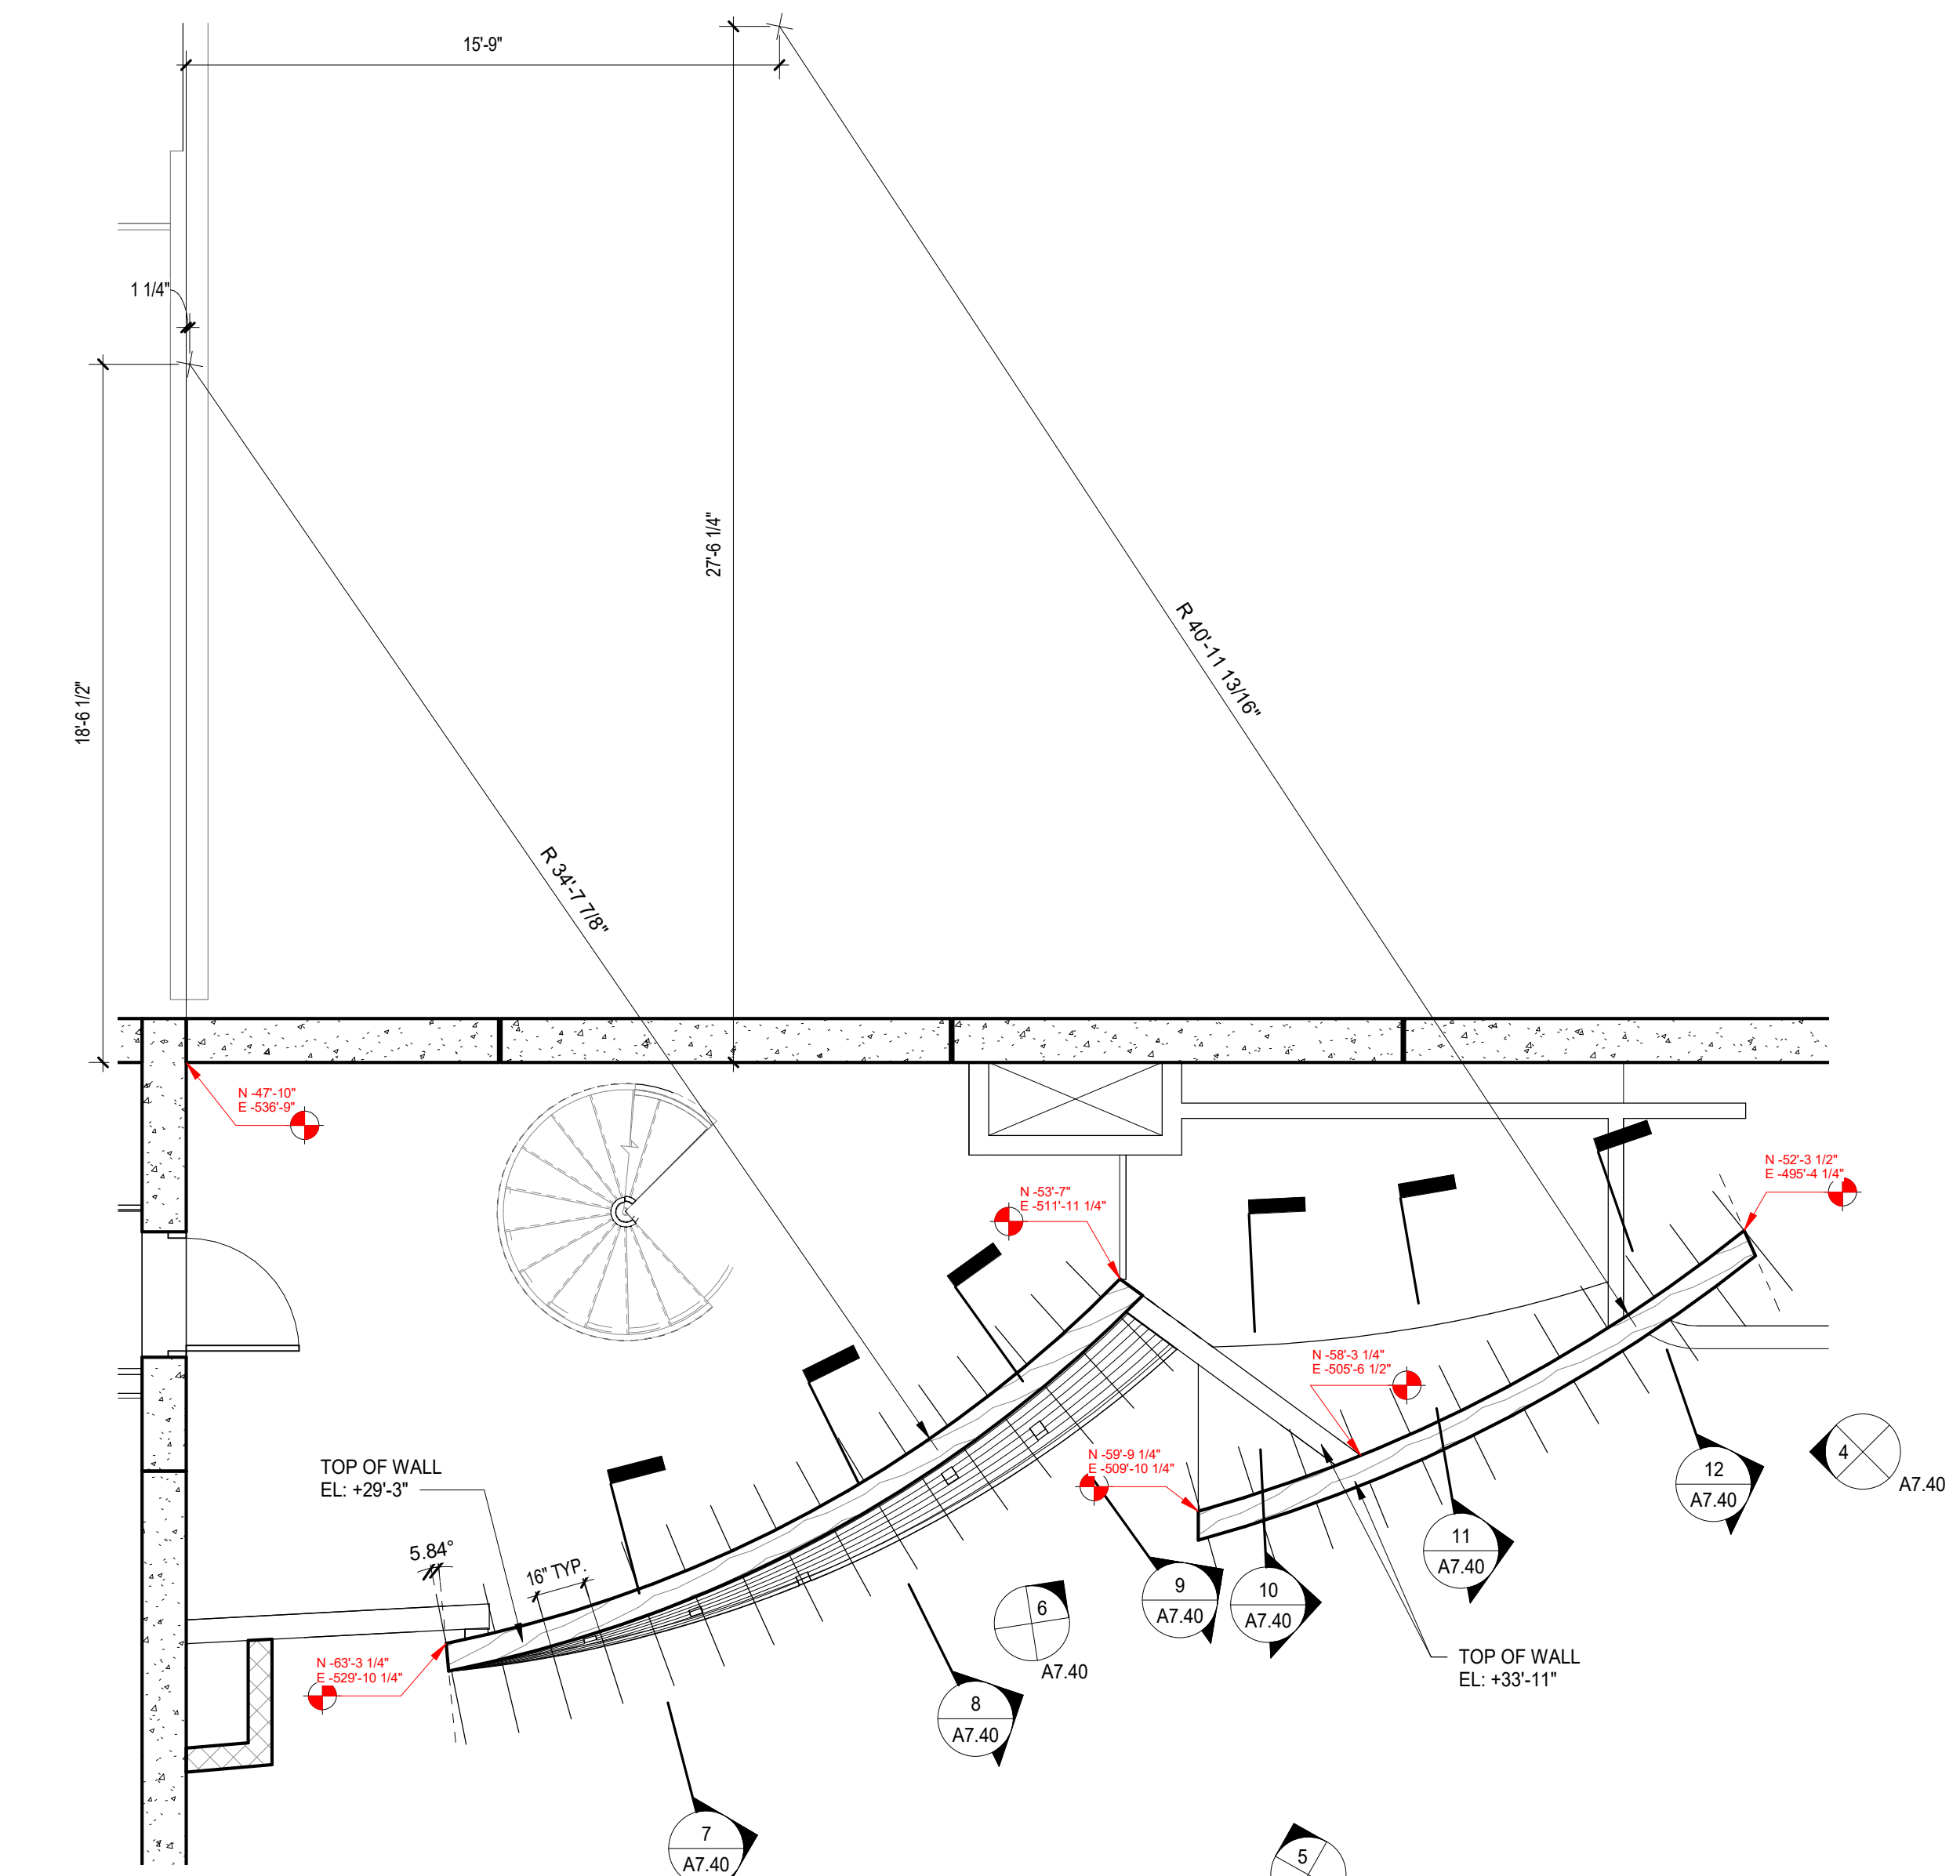 15'-9"
1 1/4"
27'-6 1/4"
18'-6 1/2"
R 40'-11 13/16"
R 34'-7 7/8"
N -47'-10"
E -536'-9"
N -53'-7"
E -511'-11 1/4"
N -52'-3 1/2"
E -495'-4 1/4"
N -58'-3 1/4"
E -505'-6 1/2"
N -59'-9 1/4"
E -509'-10 1/4"
TOP OF WALL
EL: +29'-3"
5.84°
16" TYP.
N -63'-3 1/4"
E -529'-10 1/4"
4
A7.40
12
A7.40
11
A7.40
10
A7.40
9
A7.40
6
A7.40
TOP OF WALL
EL: +33'-11"
8
A7.40
7
A7.40
5